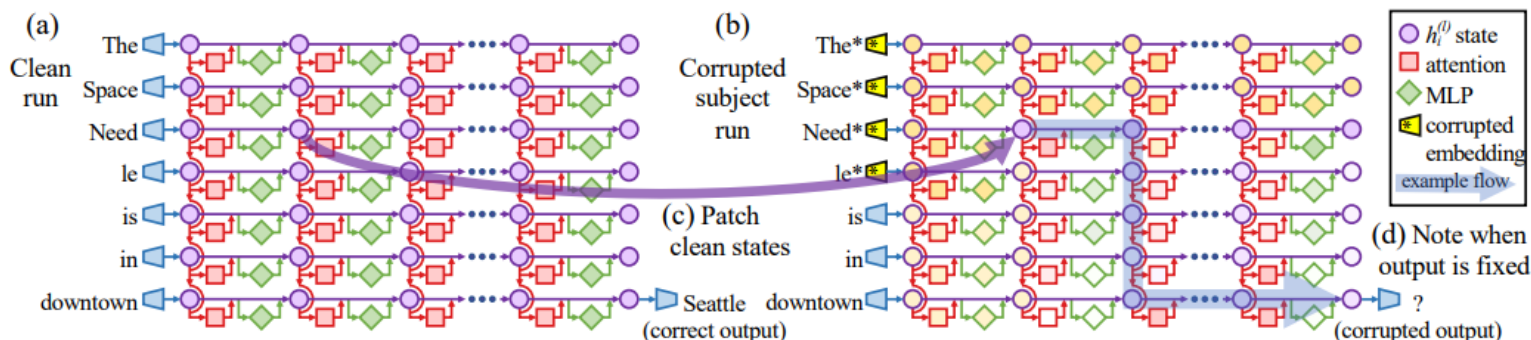 (a)
Clean
run
The
Space
Need
le
is
in
downtown
Seattle
(correct output)
(c) Patch
clean states
(b)
Corrupted
subject
run
The*
Space*
Need*
le*
is
in
downtown
?
(corrupted output)
(d) Note when
output is fixed
hᵢ⁽ˡ⁾ state
attention
MLP
* corrupted
embedding
example flow